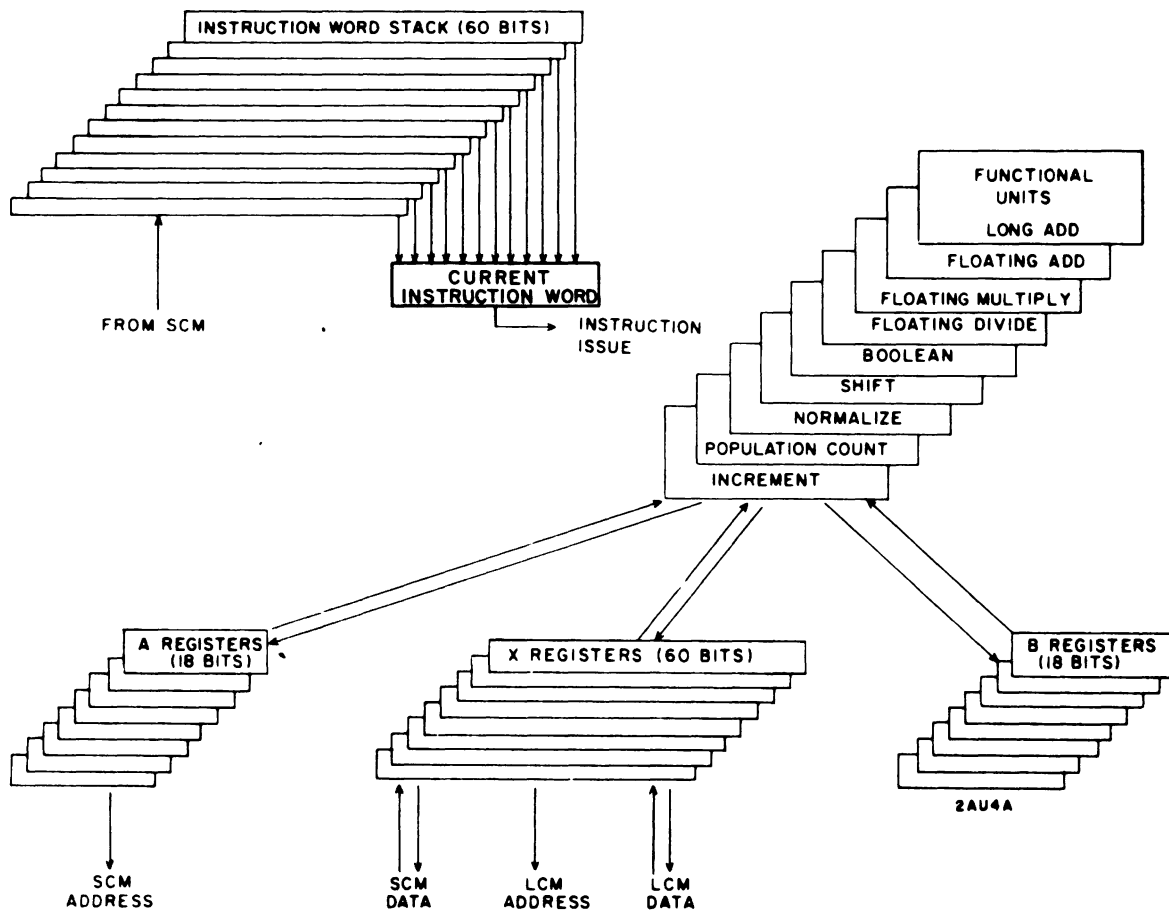 INSTRUCTION WORD STACK (60 BITS)
CURRENT
INSTRUCTION WORD
FROM SCM
INSTRUCTION
ISSUE
FUNCTIONAL
UNITS
LONG ADD
FLOATING ADD
FLOATING MULTIPLY
FLOATING DIVIDE
BOOLEAN
SHIFT
NORMALIZE
POPULATION COUNT
INCREMENT
A REGISTERS
(18 BITS)
X REGISTERS (60 BITS)
B REGISTERS
(18 BITS)
2AU4A
SCM
ADDRESS
SCM
DATA
LCM
ADDRESS
LCM
DATA